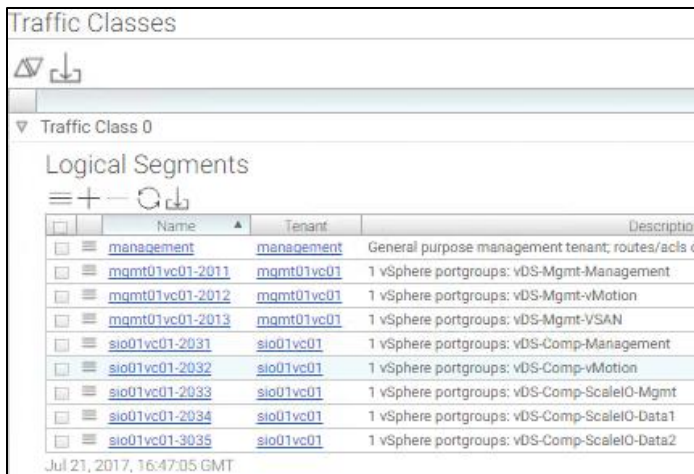 Traffic Classes
Traffic Class 0
Logical Segments
Name Tenant Descriptio
management management General purpose management tenant; routes/acls
mgmt01vc01-2011 mgmt01vc01 1 vSphere portgroups: vDS-Mgmt-Management
mgmt01vc01-2012 mgmt01vc01 1 vSphere portgroups: vDS-Mgmt-vMotion
mgmt01vc01-2013 mgmt01vc01 1 vSphere portgroups: vDS-Mgmt-VSAN
sio01vc01-2031 sio01vc01 1 vSphere portgroups: vDS-Comp-Management
sio01vc01-2032 sio01vc01 1 vSphere portgroups: vDS-Comp-vMotion
sio01vc01-2033 sio01vc01 1 vSphere portgroups: vDS-Comp-ScaleIO-Mgmt
sio01vc01-2034 sio01vc01 1 vSphere portgroups: vDS-Comp-ScaleIO-Data1
sio01vc01-3035 sio01vc01 1 vSphere portgroups: vDS-Comp-ScaleIO-Data2
Jul 21, 2017, 16:47:05 GMT